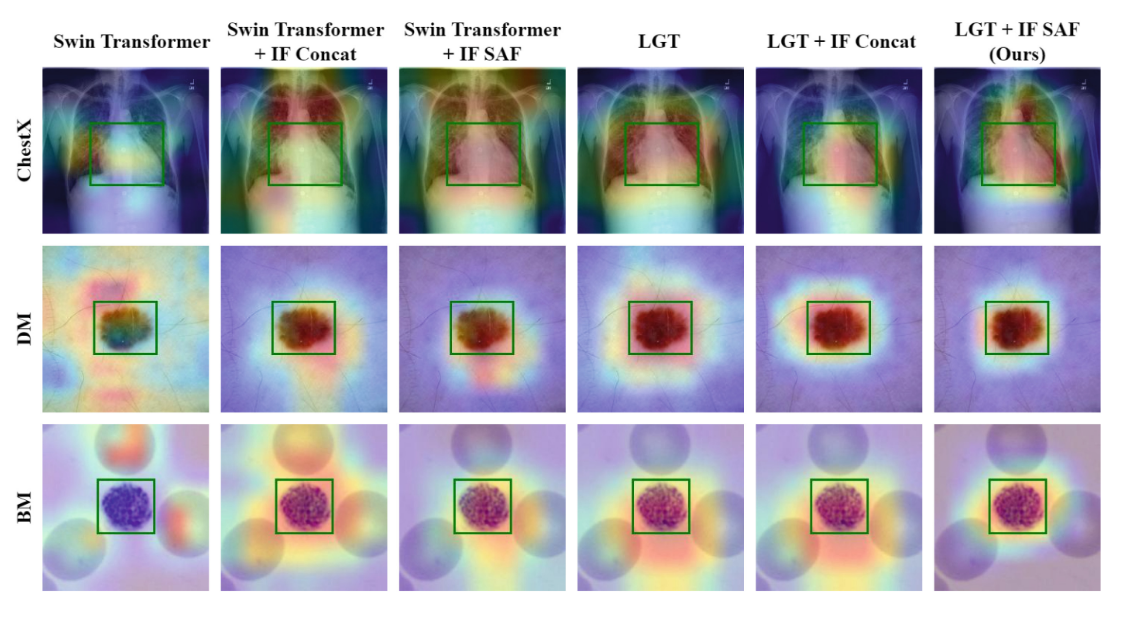 Swin Transformer
Swin Transformer
+ IF Concat
Swin Transformer
+ IF SAF
LGT
LGT + IF Concat
LGT + IF SAF
(Ours)
ChestX
DM
BM